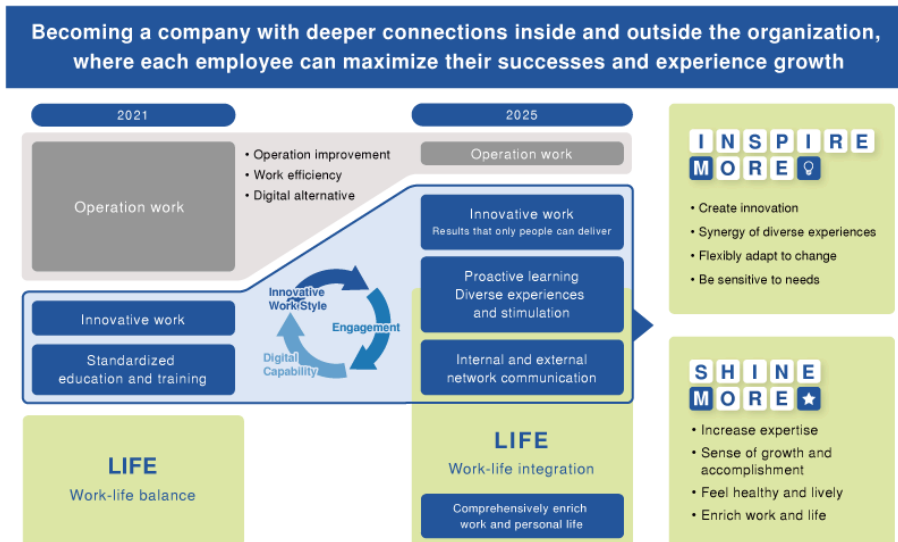 Becoming a company with deeper connections inside and outside the organization,
where each employee can maximize their successes and experience growth
2021
Operation work
• Operation improvement
• Work efficiency
• Digital alternative
Innovative work
Standardized
education and training
LIFE
Work-life balance
Innovative
Work Style
Engagement
Digital
Capability
2025
Operation work
Innovative work
Results that only people can deliver
Proactive learning
Diverse experiences
and stimulation
Internal and external
network communication
LIFE
Work-life integration
Comprehensively enrich
work and personal life
INSPIRE
MORE
• Create innovation
• Synergy of diverse experiences
• Flexibly adapt to change
• Be sensitive to needs
SHINE
MORE
• Increase expertise
• Sense of growth and
accomplishment
• Feel healthy and lively
• Enrich work and life